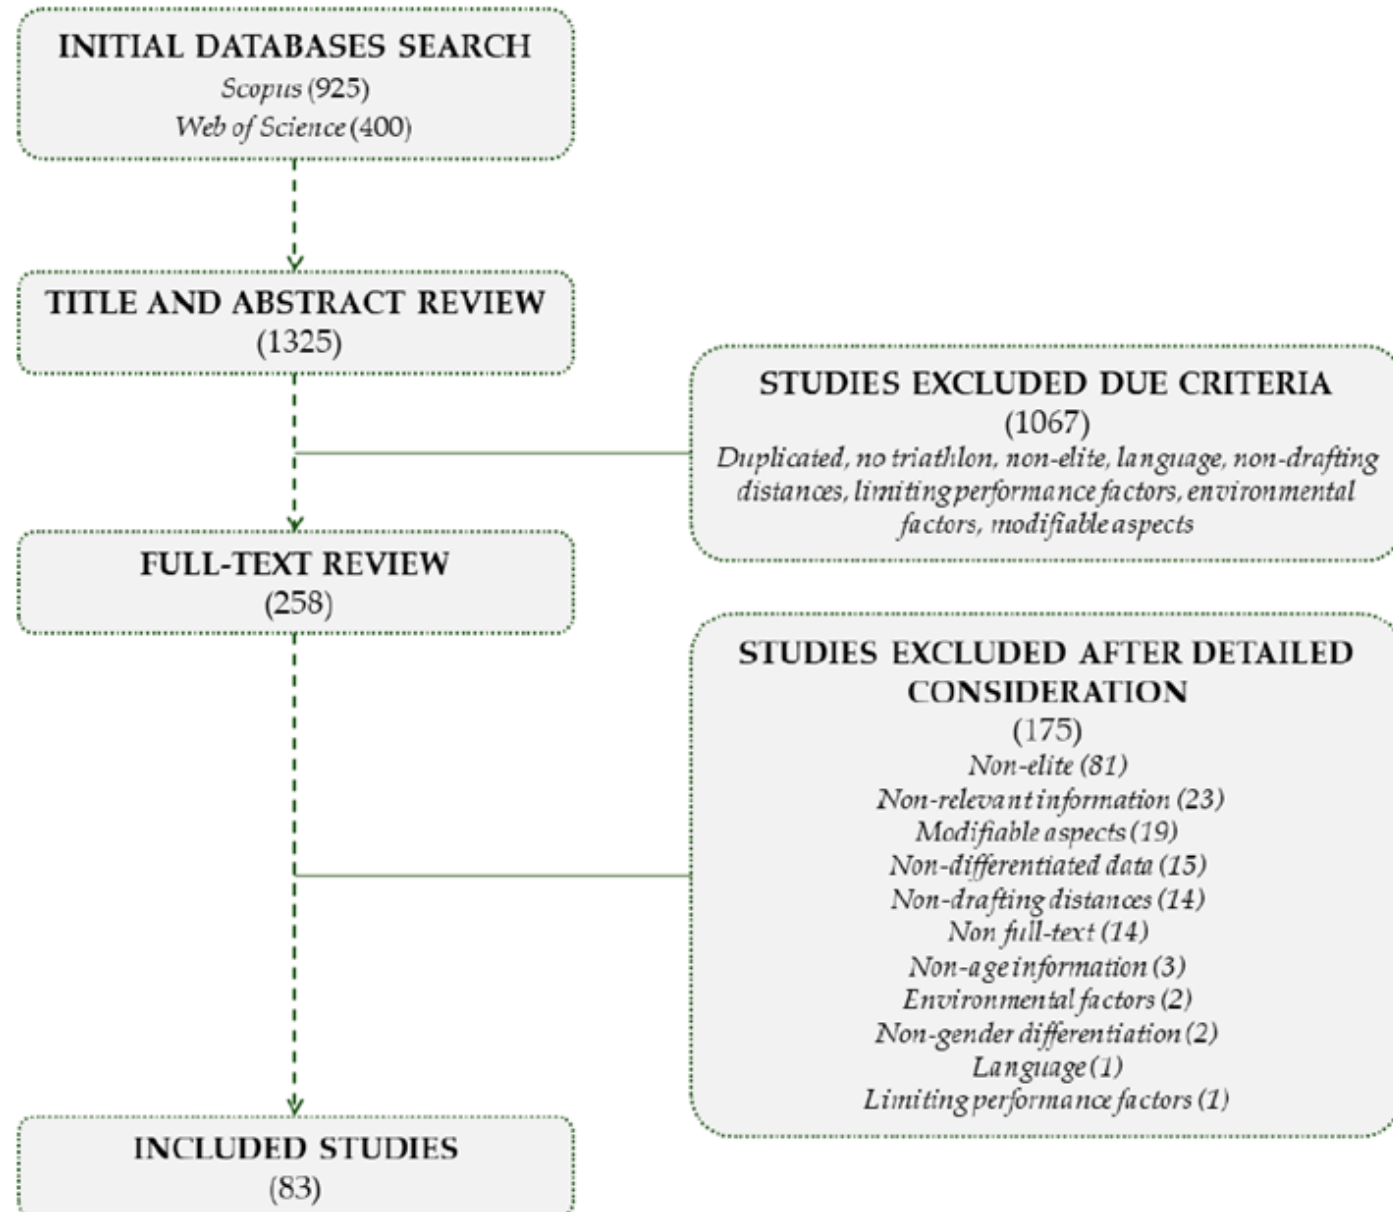 INITIAL DATABASES SEARCH
Scopus (925)
Web of Science (400)
TITLE AND ABSTRACT REVIEW
(1325)
STUDIES EXCLUDED DUE CRITERIA
(1067)
Duplicated, no triathlon, non-elite, language, non-drafting
distances, limiting performance factors, environmental
factors, modifiable aspects
FULL-TEXT REVIEW
(258)
STUDIES EXCLUDED AFTER DETAILED
CONSIDERATION
(175)
Non-elite (81)
Non-relevant information (23)
Modifiable aspects (19)
Non-differentiated data (15)
Non-drafting distances (14)
Non full-text (14)
Non-age information (3)
Environmental factors (2)
Non-gender differentiation (2)
Language (1)
Limiting performance factors (1)
INCLUDED STUDIES
(83)